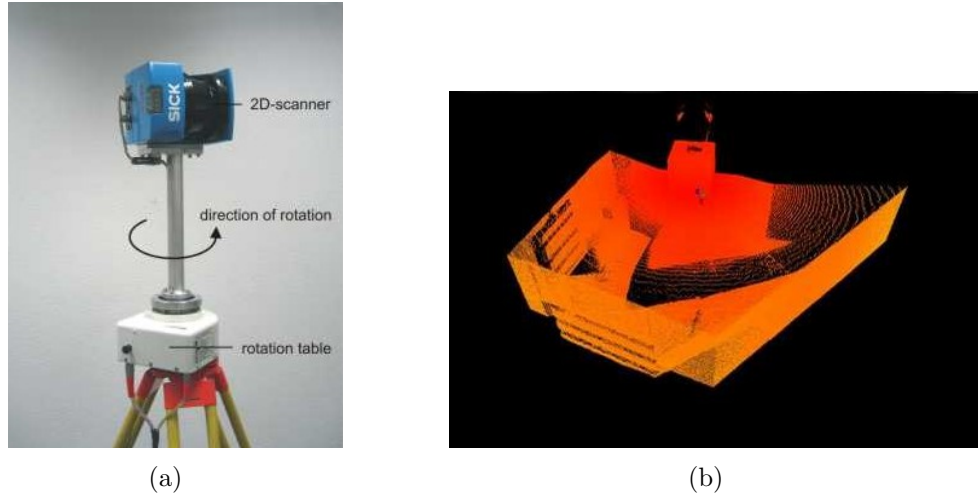 SICK
2D-scanner
direction of rotation
rotation table
(a)
(b)